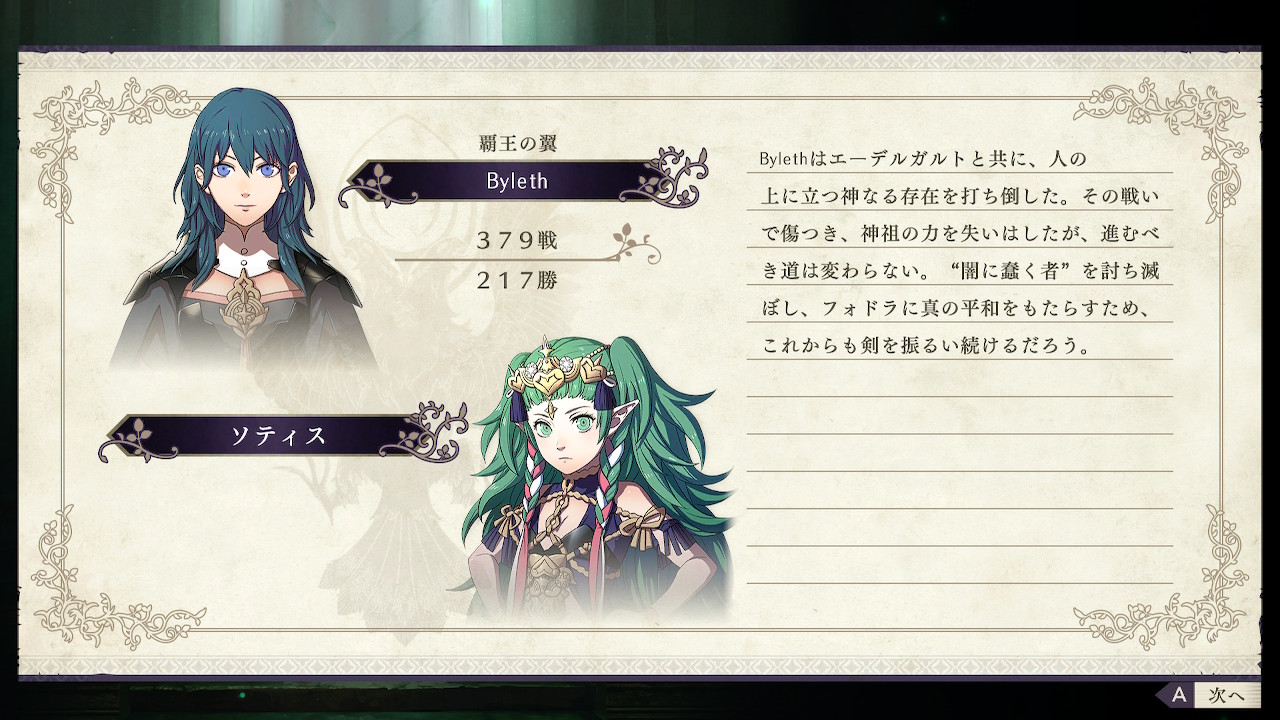 覇王の翼
Byleth
３７９戦
２１７勝
ソティス
Bylethはエーデルガルトと共に、人の
上に立つ神なる存在を打ち倒した。その戦い
で傷つき、神祖の力を失いはしたが、進むべ
き道は変わらない。“闇に蠢く者”を討ち滅
ぼし、フォドラに真の平和をもたらすため、
これからも剣を振るい続けるだろう。
A 次へ